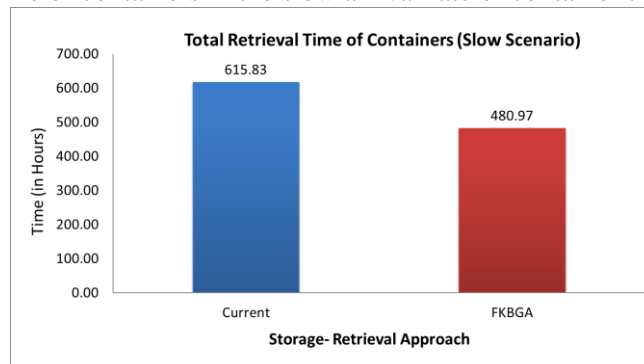 Total Retrieval Time of Containers (Slow Scenario)
700.00
600.00
500.00
400.00
300.00
200.00
100.00
0.00
Time (in Hours)
615.83
480.97
Current
FKBGA
Storage- Retrieval Approach